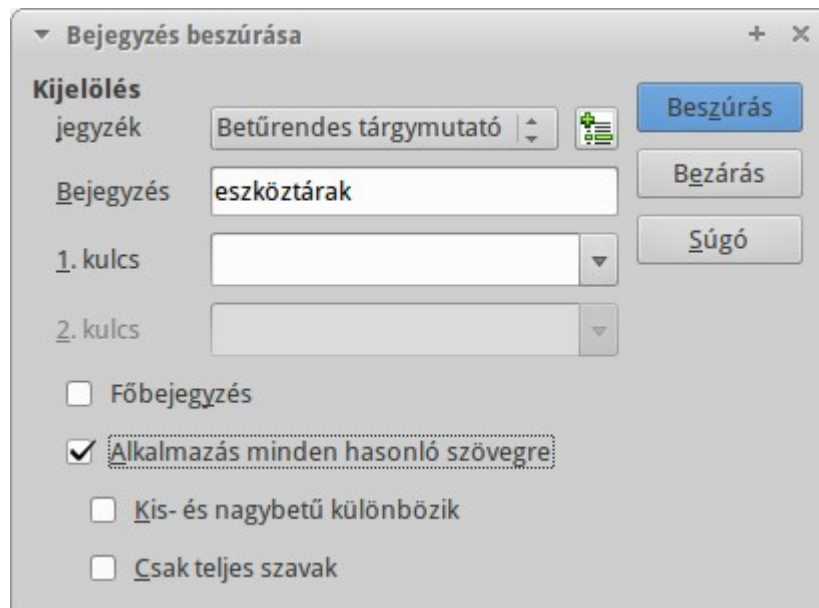 Bejegyzés beszúrása
Kijelölés
jegyzék
Betűrendes tárgymutató
Beszúrás
Bejegyzés
eszköztárak
Bezárás
1. kulcs
Súgó
2. kulcs
Főbejegyzés
Alkalmazás minden hasonló szövegre
Kis- és nagybetű különbözik
Csak teljes szavak